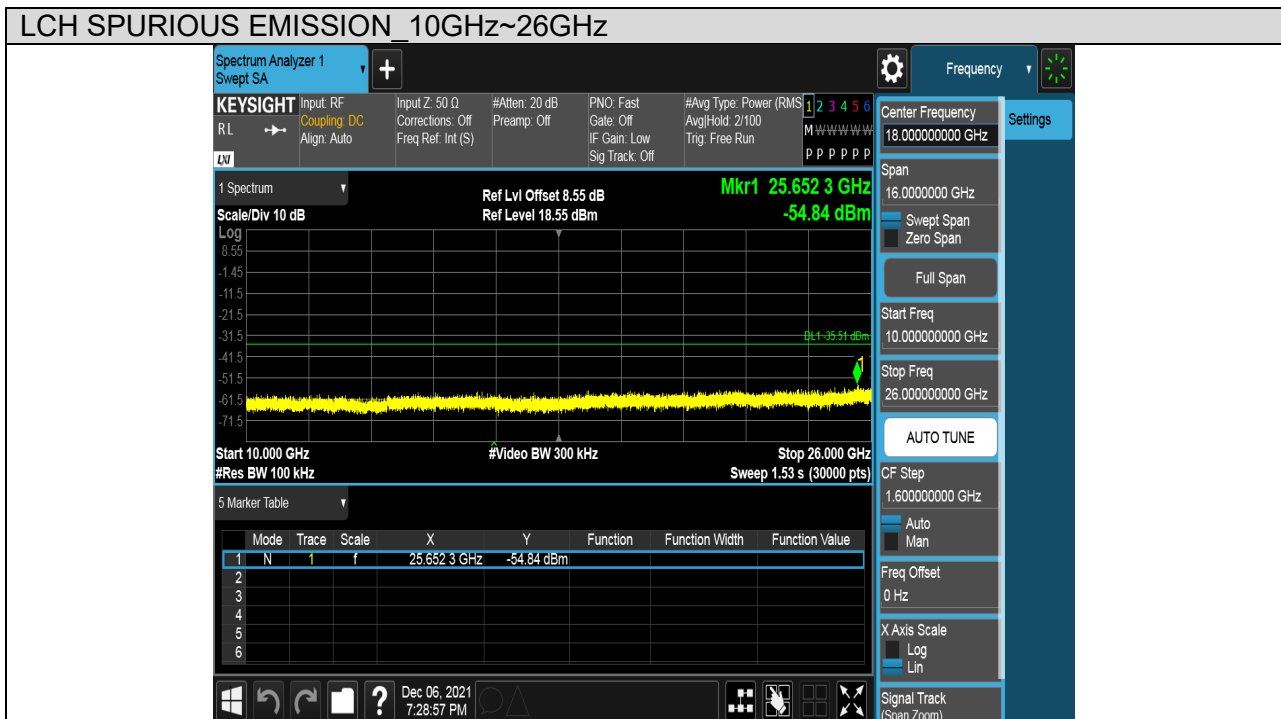 LCH SPURIOUS EMISSION_10GHz~26GHz
Spectrum Analyzer 1
Swept SA
Frequency
KEYSIGHT Input: RF Input Z: 50 Ω #Atten: 20 dB PNO: Fast #Avg Type: Power (RMS 1 2 3 4 5 6
Coupling: DC Corrections: Off Preamp: Off Gate: Off Avg|Hold: 2/100 M W W W W W
RL Align: Auto Freq Ref: Int (S) IF Gain: Low Trig: Free Run
LXI Sig Track: Off P P P P P P
1 Spectrum
Ref Lvl Offset 8.55 dB Mkr1 25.652 3 GHz
Scale/Div 10 dB Ref Level 18.55 dBm -54.84 dBm
Log
8.55
-1.45
-11.5
-21.5
-31.5
DL1 -35.51 dBm
-41.5
1
-51.5
-61.5
-71.5
Start 10.000 GHz #Video BW 300 kHz Stop 26.000 GHz
#Res BW 100 kHz Sweep 1.53 s (30000 pts)
5 Marker Table
Mode Trace Scale X Y Function Function Width Function Value
1 N 1 f 25.652 3 GHz -54.84 dBm
2
3
4
5
6
?
Dec 06, 2021
7:28:57 PM
Center Frequency
18.000000000 GHz
Settings
Span
16.0000000 GHz
Swept Span
Zero Span
Full Span
Start Freq
10.000000000 GHz
Stop Freq
26.000000000 GHz
AUTO TUNE
CF Step
1.600000000 GHz
Auto
Man
Freq Offset
0 Hz
X Axis Scale
Log
Lin
Signal Track
(Span Zoom)